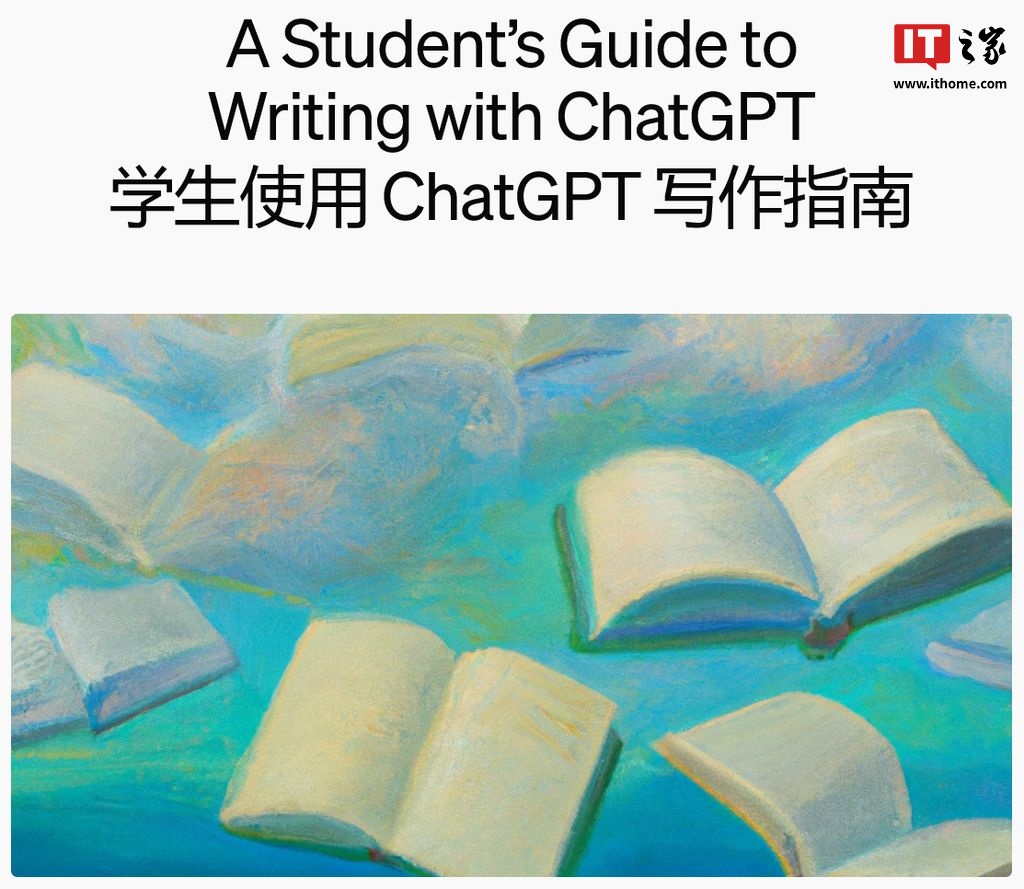 A Student's Guide to
Writing with ChatGPT
学生使用 ChatGPT 写作指南
IT之家
www.ithome.com